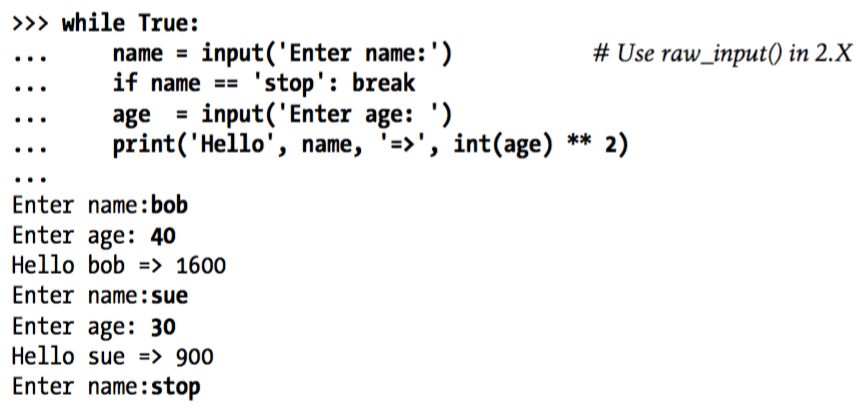 >>> while True:
...     name = input('Enter name:')          # Use raw_input() in 2.X
...     if name == 'stop': break
...     age  = input('Enter age: ')
...     print('Hello', name, '=>', int(age) ** 2)
...
Enter name:bob
Enter age: 40
Hello bob => 1600
Enter name:sue
Enter age: 30
Hello sue => 900
Enter name:stop